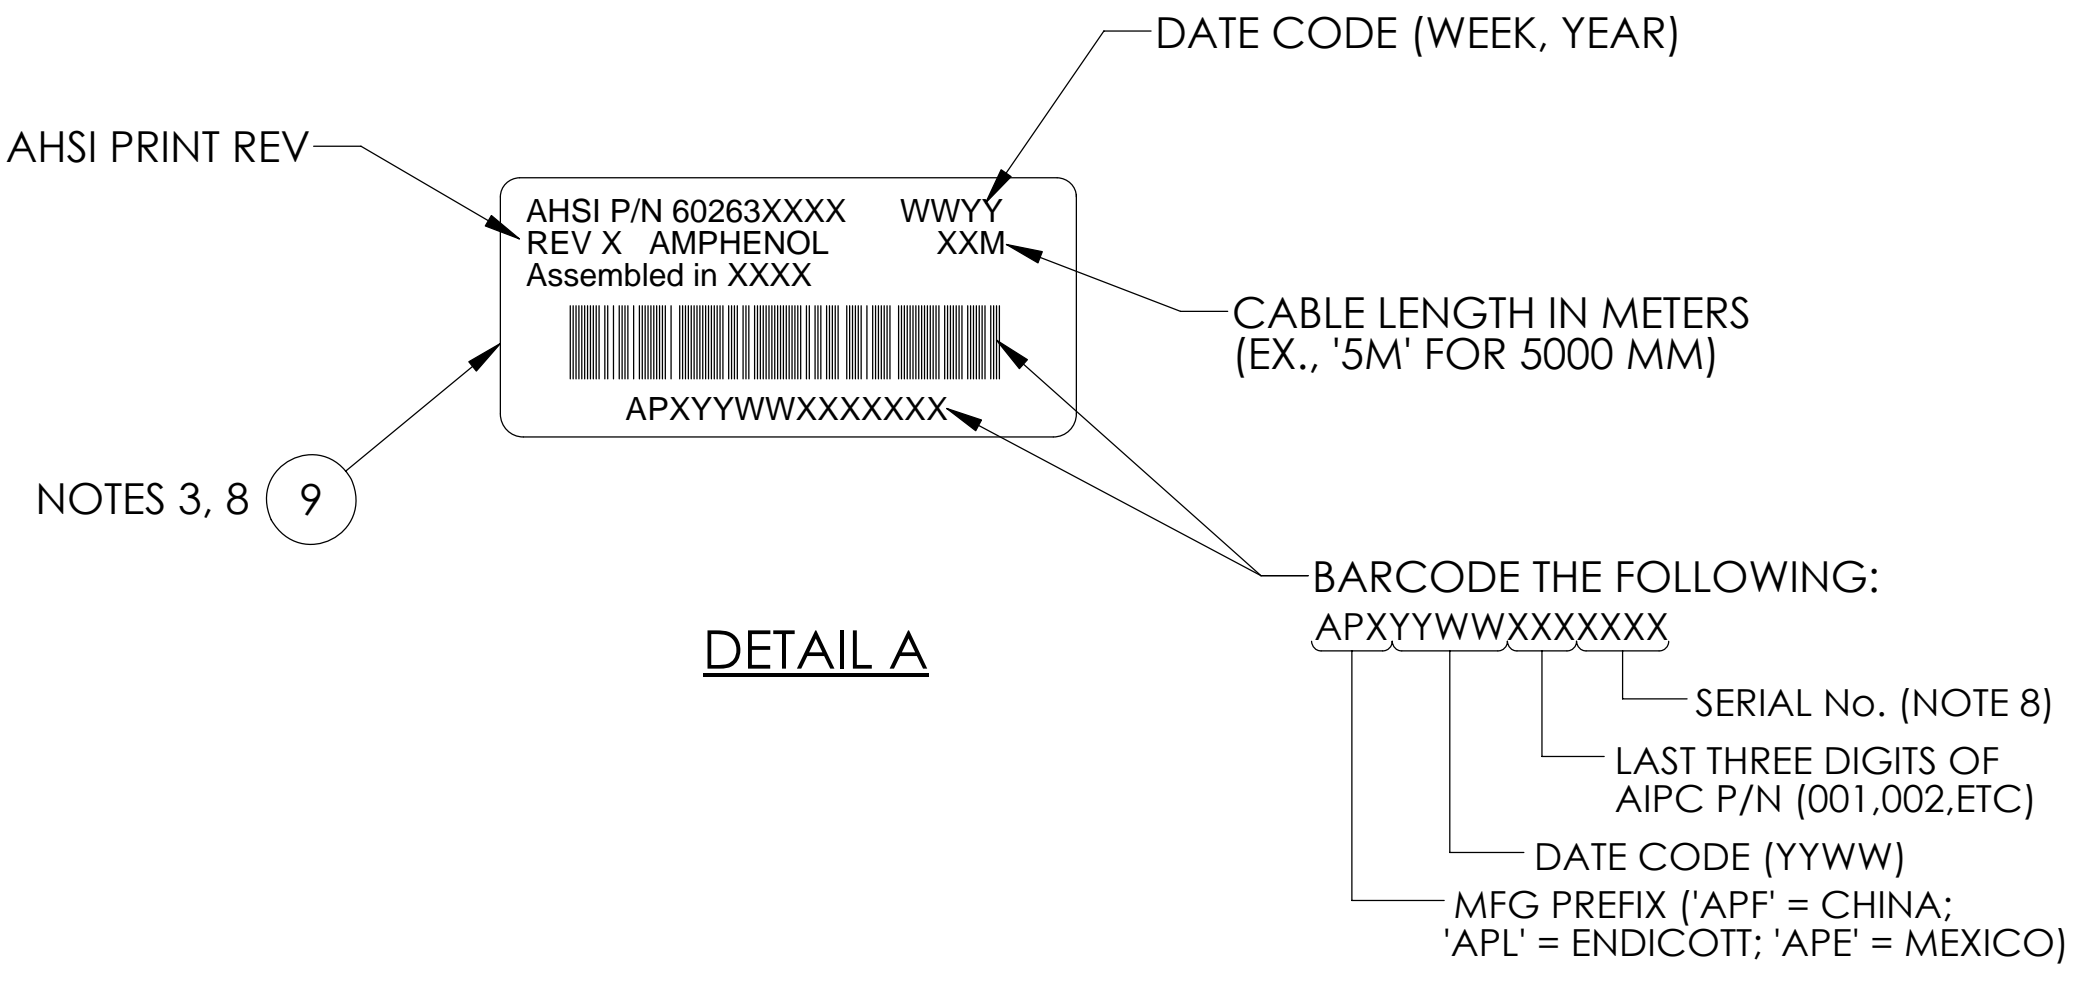 DATE CODE (WEEK, YEAR)
AHSI PRINT REV
AHSI P/N 60263XXXX WWYY
REV X AMPHENOL XXM
Assembled in XXXX
CABLE LENGTH IN METERS
(EX., '5M' FOR 5000 MM)
APXYYWWXXXXXXX
NOTES 3, 8 9
BARCODE THE FOLLOWING:
APXYYWWXXXXXXX
DETAIL A
SERIAL No. (NOTE 8)
LAST THREE DIGITS OF
AIPC P/N (001,002,ETC)
DATE CODE (YYWW)
MFG PREFIX ('APF' = CHINA;
'APL' = ENDICOTT; 'APE' = MEXICO)